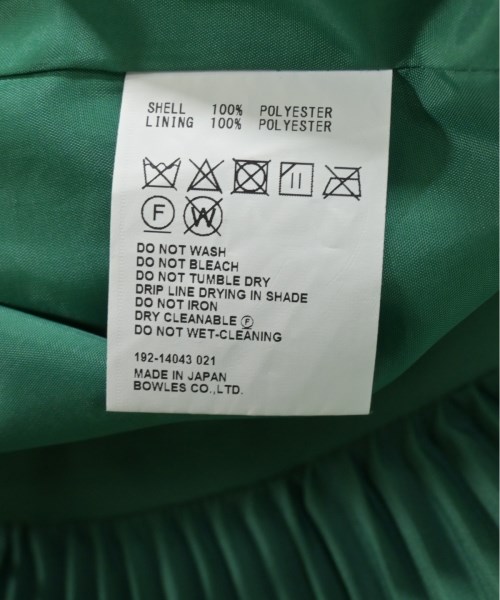 SHELL 100% POLYESTER
LINING 100% POLYESTER
F W
DO NOT WASH
DO NOT BLEACH
DO NOT TUMBLE DRY
DRIP LINE DRYING IN SHADE
DO NOT IRON
DRY CLEANABLE Ⓕ
DO NOT WET-CLEANING
192-14043 021
MADE IN JAPAN
BOWLES CO.,LTD.